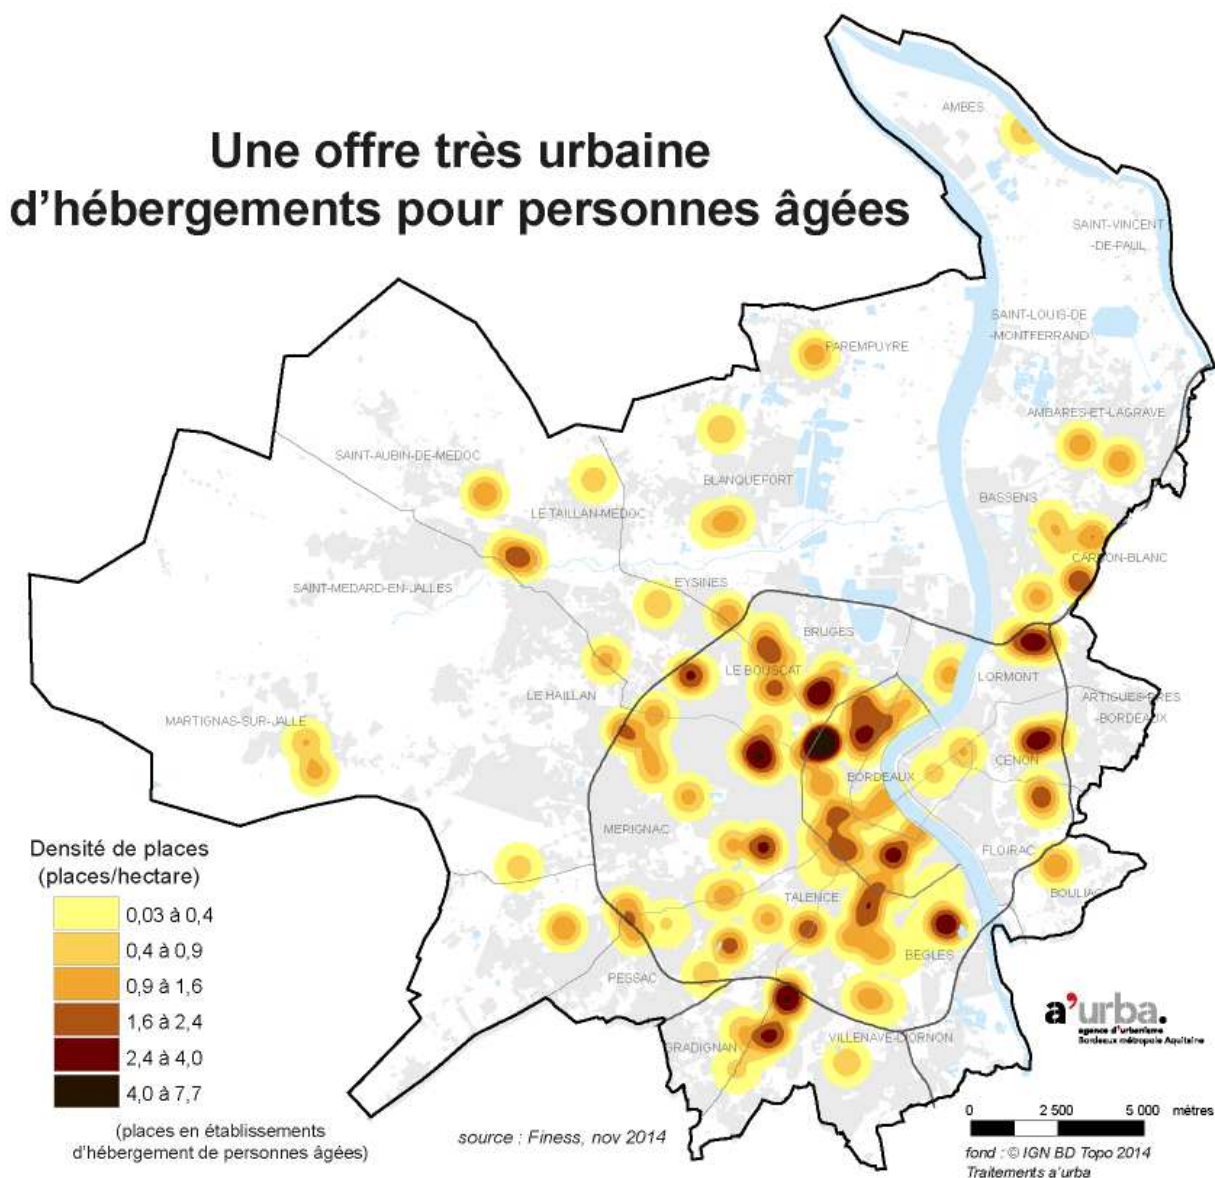 Une offre très urbaine
d'hébergements pour personnes âgées
AMBES
SAINT-VINCENT
-DE-PAUL
SAINT-LOUIS-DE
-MONTFERRAND
PAREMPUYRE
AMBARES-ET-LAGRAVE
SAINT-AUBIN-DE-MEDOC
BLANQUEFORT
BASSENS
LE TAILLAN-MEDOC
CARBON-BLANC
SAINT-MEDARD-EN-JALLES
EYSINES
BRUGES
LE BOUSCAT
LORMONT
LE HAILLAN
ARTIGUES-PRES
-BORDEAUX
MARTIGNAS-SUR-JALLE
CENON
BORDEAUX
MERIGNAC
FLOIRAC
BOULIAC
TALENCE
BEGLES
PESSAC
VILLENAVE-D'ORNON
GRADIGNAN
Densité de places
(places/hectare)
0,03 à 0,4
0,4 à 0,9
0,9 à 1,6
1,6 à 2,4
2,4 à 4,0
4,0 à 7,7
(places en établissements
d'hébergement de personnes âgées)
source : Finess, nov 2014
a'urba.
agence d'urbanisme
Bordeaux métropole Aquitaine
0 2 500 5 000 mètres
fond : © IGN BD Topo 2014
Traitements a'urba